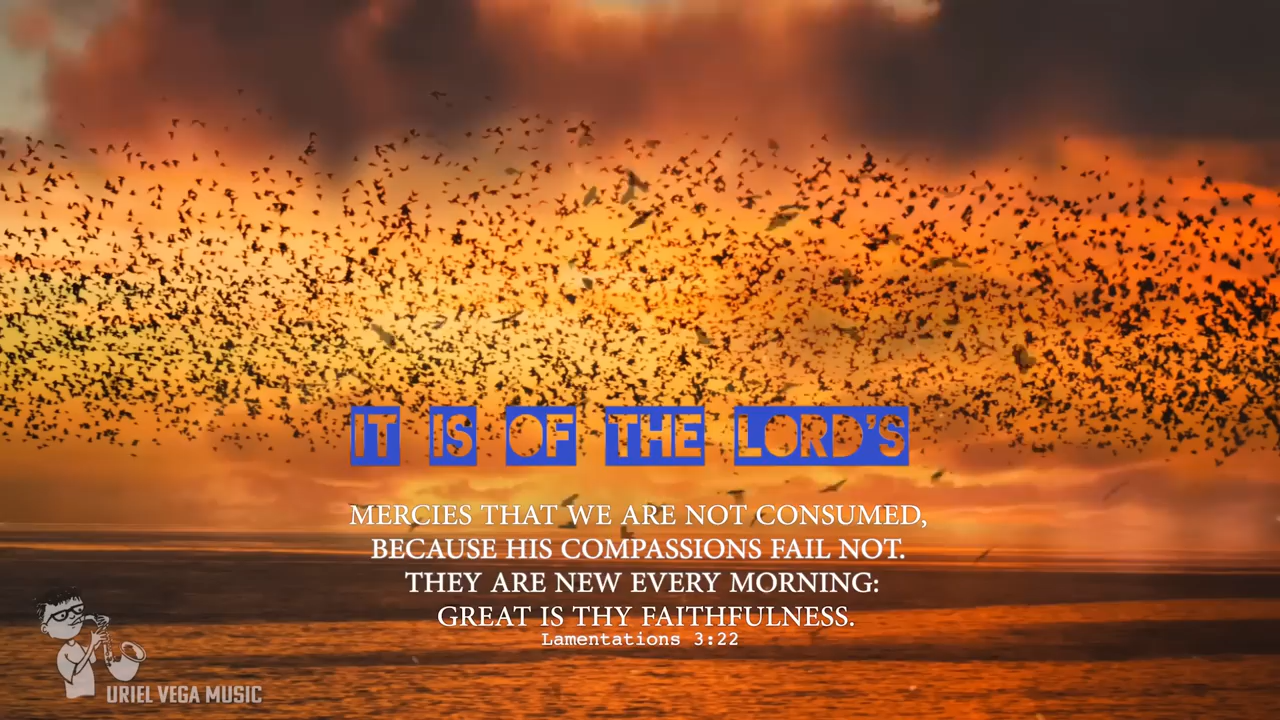 IT IS OF THE LORD'S
MERCIES THAT WE ARE NOT CONSUMED,
BECAUSE HIS COMPASSIONS FAIL NOT.
THEY ARE NEW EVERY MORNING:
GREAT IS THY FAITHFULNESS.
Lamentations 3:22
URIEL VEGA MUSIC